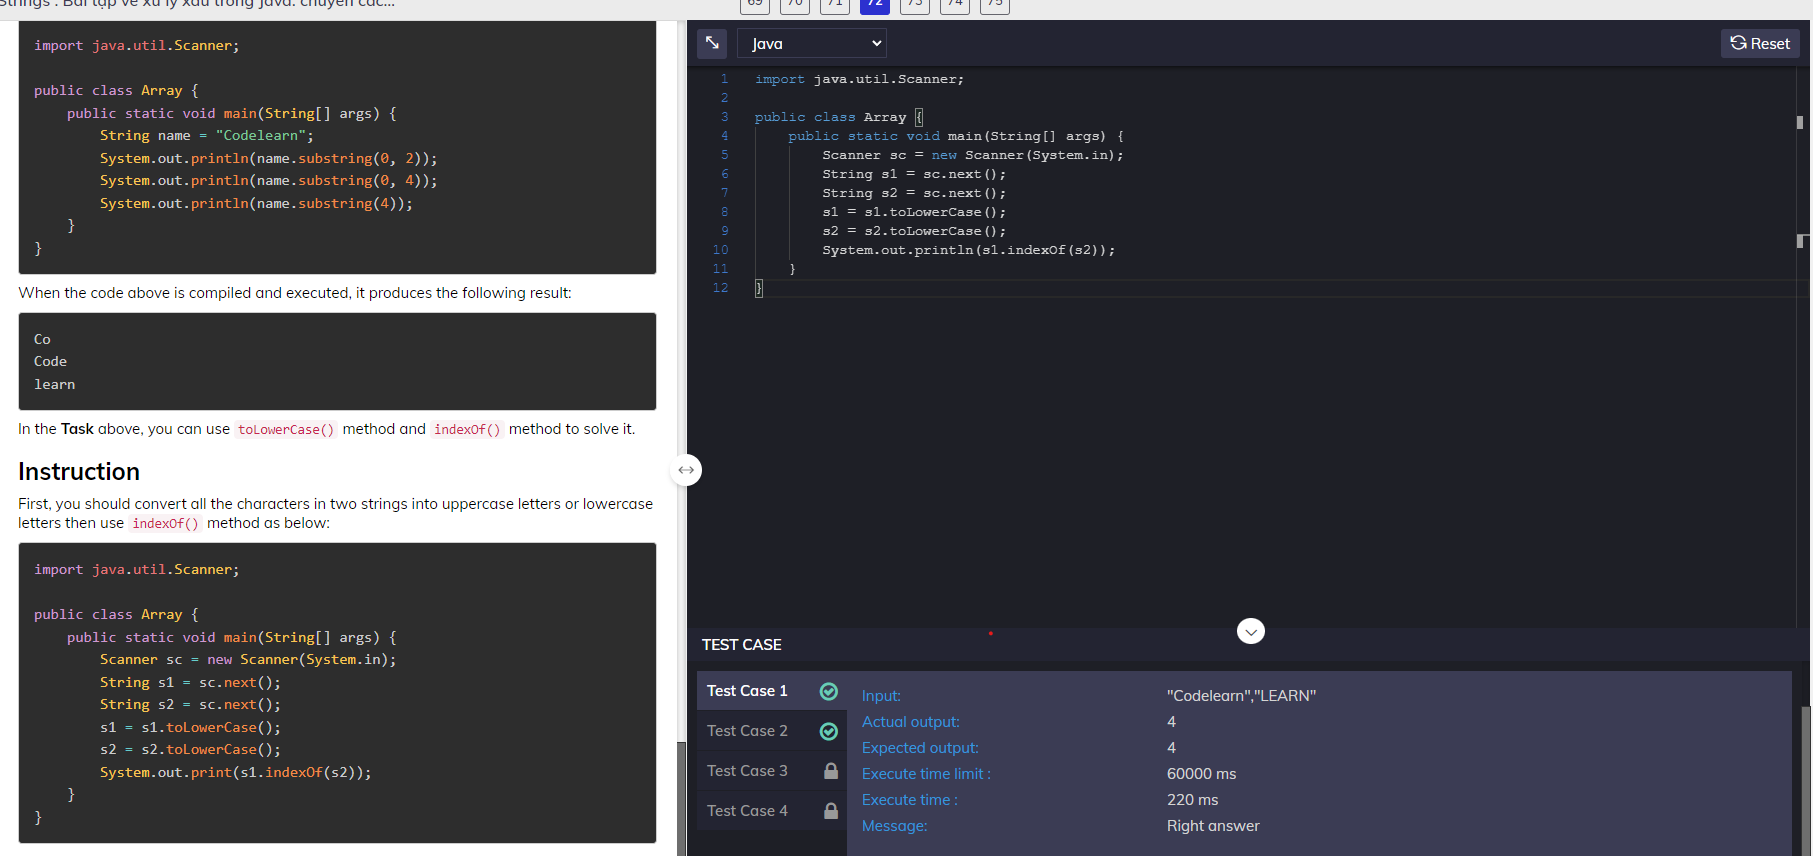 Strings : Bài tập về xử lý xâu trong Java. chuyển các...
69 70 71 72 73 74 75
import java.util.Scanner;
public class Array {
public static void main(String[] args) {
String name = "Codelearn";
System.out.println(name.substring(0, 2));
System.out.println(name.substring(0, 4));
System.out.println(name.substring(4));
}
}
When the code above is compiled and executed, it produces the following result:
Co
Code
learn
In the Task above, you can use toLowerCase() method and indexOf() method to solve it.
Instruction
First, you should convert all the characters in two strings into uppercase letters or lowercase
letters then use indexOf() method as below:
import java.util.Scanner;
public class Array {
public static void main(String[] args) {
Scanner sc = new Scanner(System.in);
String s1 = sc.next();
String s2 = sc.next();
s1 = s1.toLowerCase();
s2 = s2.toLowerCase();
System.out.print(s1.indexOf(s2));
}
}
Java
Reset
1 import java.util.Scanner;
2
3 public class Array {
4 public static void main(String[] args) {
5 Scanner sc = new Scanner(System.in);
6 String s1 = sc.next();
7 String s2 = sc.next();
8 s1 = s1.toLowerCase();
9 s2 = s2.toLowerCase();
10 System.out.println(s1.indexOf(s2));
11 }
12 }
TEST CASE
Test Case 1
Test Case 2
Test Case 3
Test Case 4
Input: "Codelearn","LEARN"
Actual output: 4
Expected output: 4
Execute time limit : 60000 ms
Execute time : 220 ms
Message: Right answer